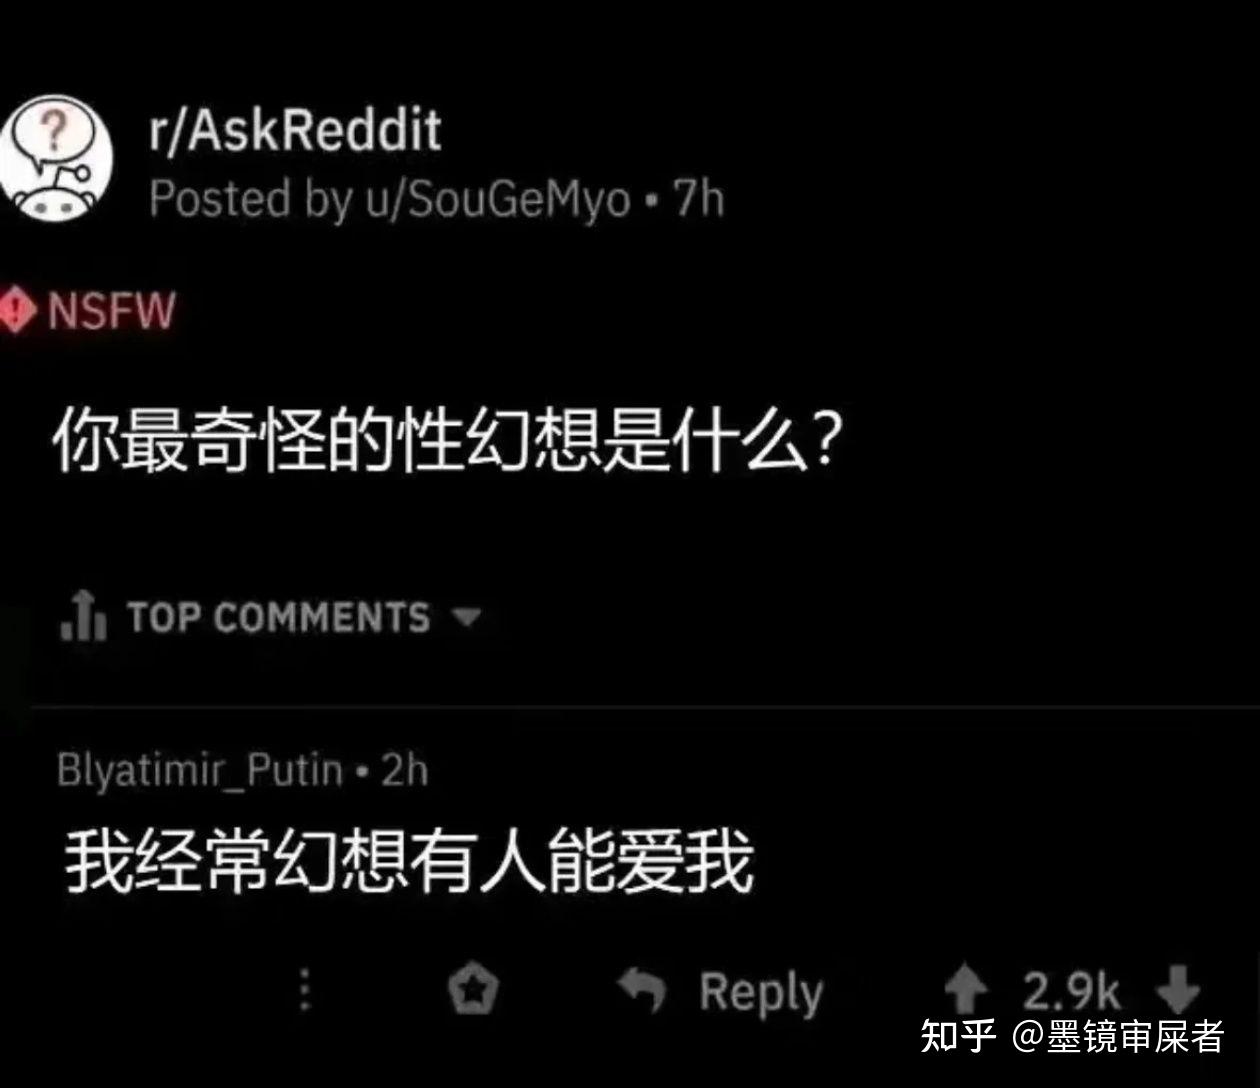 ?
r/AskReddit
Posted by u/SouGeMyo • 7h
! NSFW
你最奇怪的性幻想是什么？
TOP COMMENTS
Blyatimir_Putin • 2h
我经常幻想有人能爱我
Reply 2.9k
知乎 @墨镜审屎者